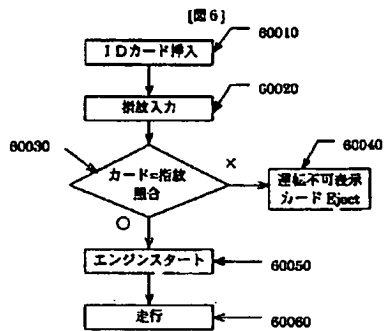 [図6]
IDカード挿入
60010
指紋入力
60020
60030
カード=指紋
照合
×
60040
運転不可表示
カード Eject
○
エンジンスタート
60050
走行
60060